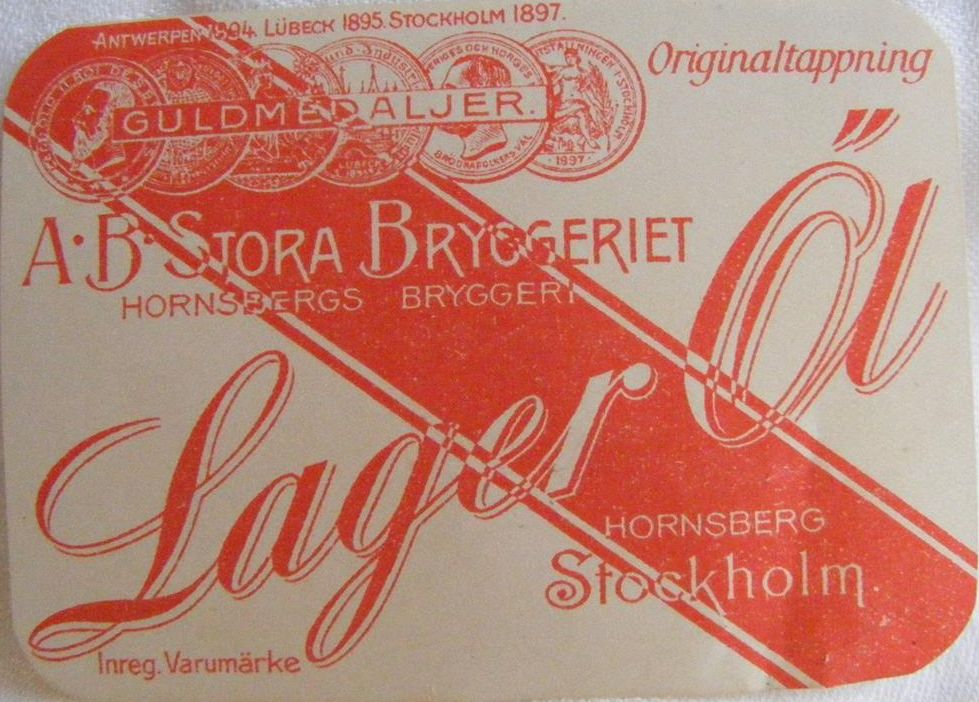 ANTWERPEN 1894. LÜBECK 1895. STOCKHOLM 1897.
Originaltappning
GULDMEDALJER.
1897
A·B· STORA BRYGGERIET
HORNSBERGS BRYGGERI
Lager Öl
HORNSBERG
Stockholm
Inreg. Varumärke